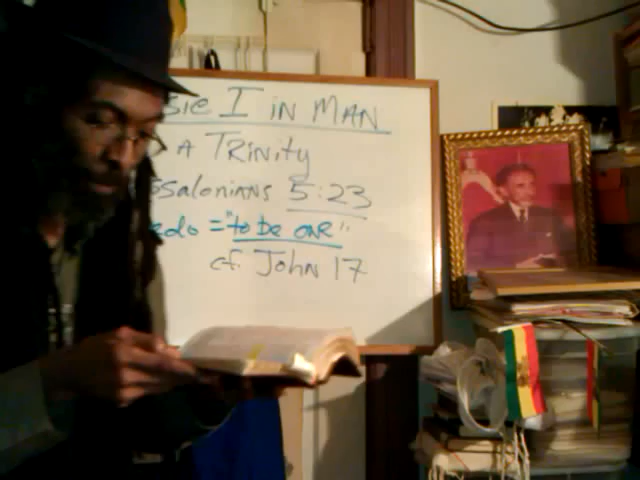 sie I IN MAN
A TRINITY
ssalonians 5:23
edo = "to be one"
cf. John 17